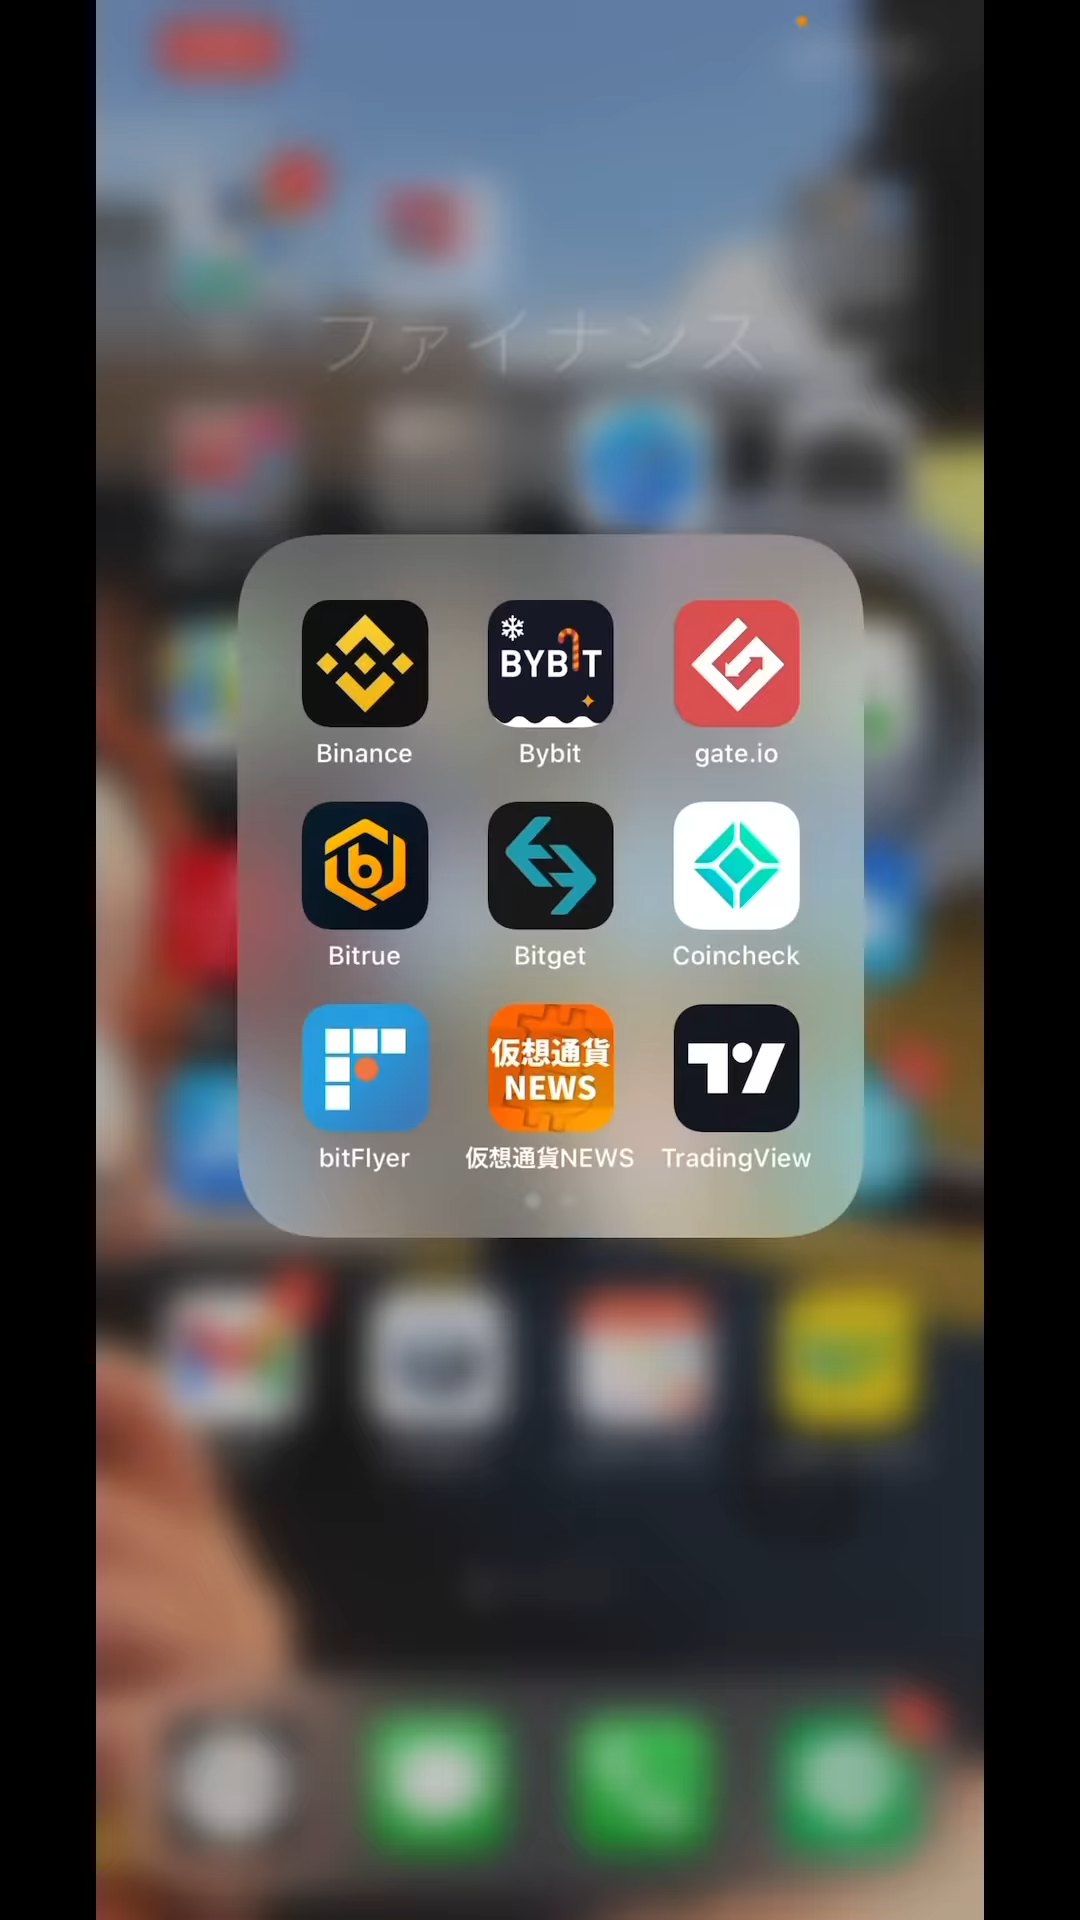 ファイナンス
BYBIT
Binance
Bybit
gate.io
Bitrue
Bitget
Coincheck
仮想通貨
NEWS
bitFlyer
仮想通貨NEWS
TradingView